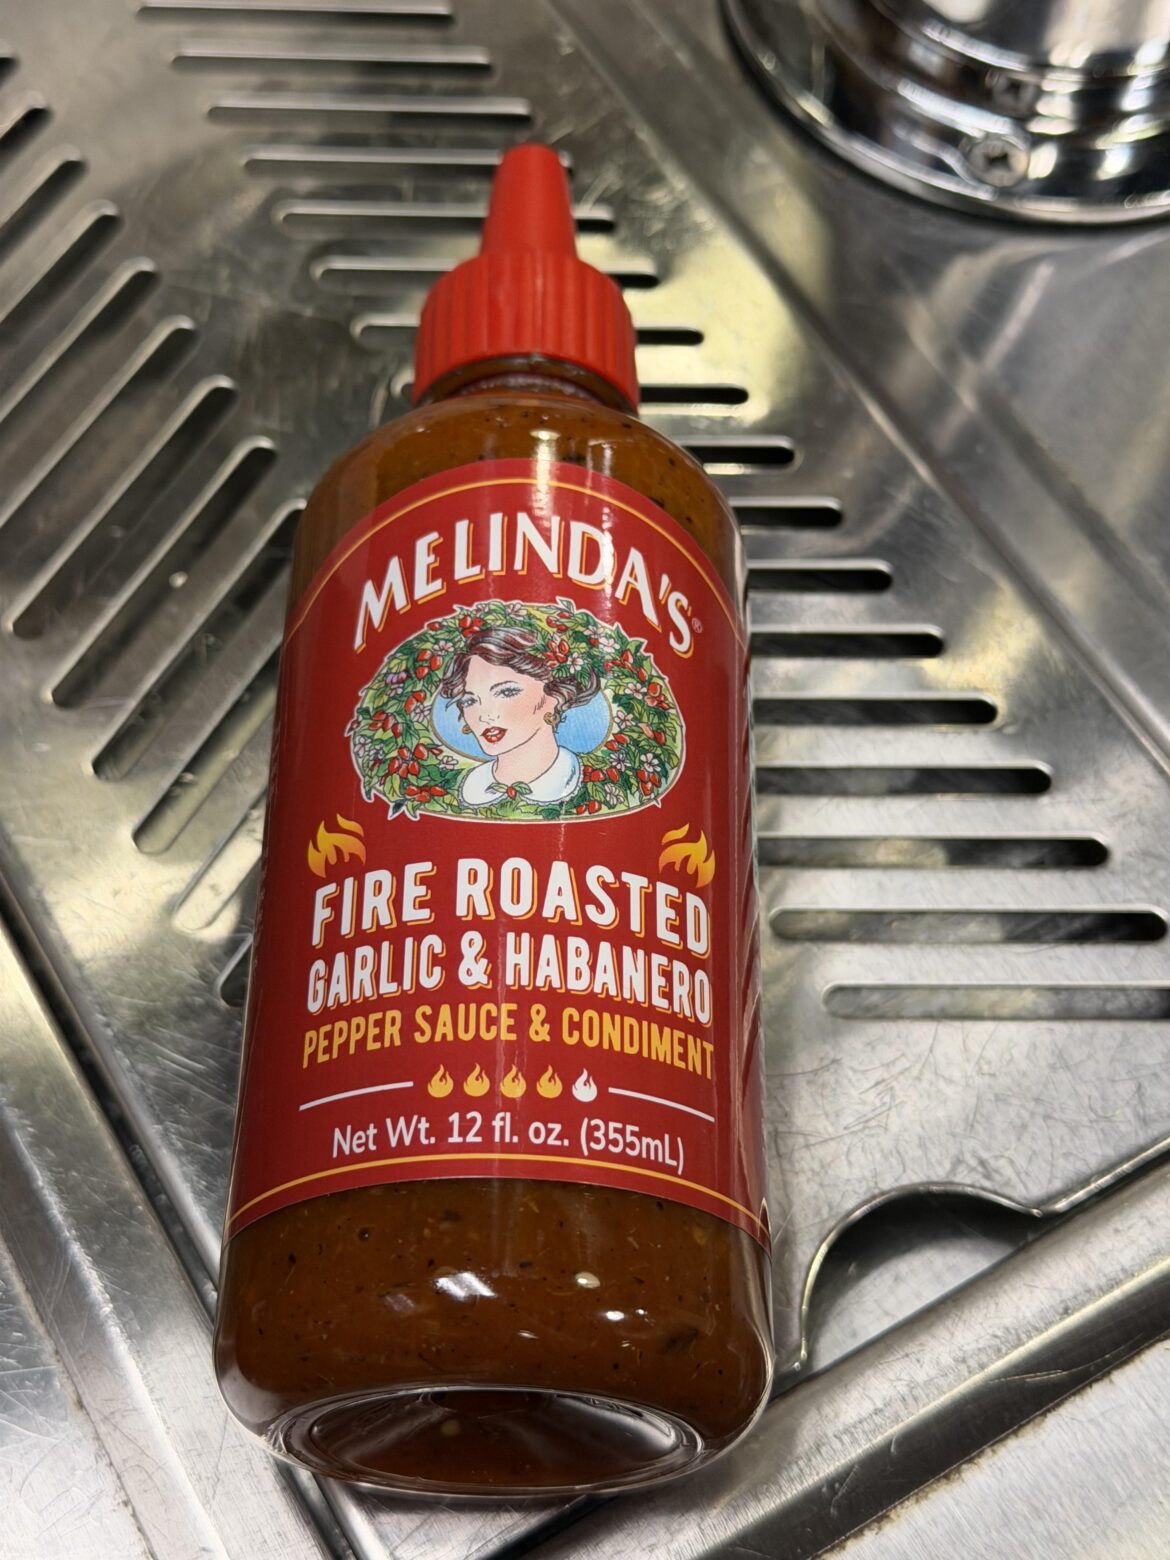 MELINDA'S®
FIRE ROASTED
GARLIC & HABANERO
PEPPER SAUCE & CONDIMENT
Net Wt. 12 fl. oz. (355mL)